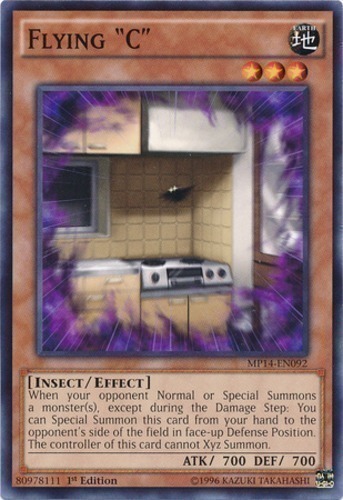 FLYING "C"
EARTH
地
MP14-EN092
[INSECT/EFFECT]
When your opponent Normal or Special Summons
a monster(s), except during the Damage Step: You
can Special Summon this card from your hand to the
opponent's side of the field in face-up Defense Position.
The controller of this card cannot Xyz Summon.
ATK/ 700 DEF/ 700
80978111 1st Edition ©1996 KAZUKI TAKAHASHI